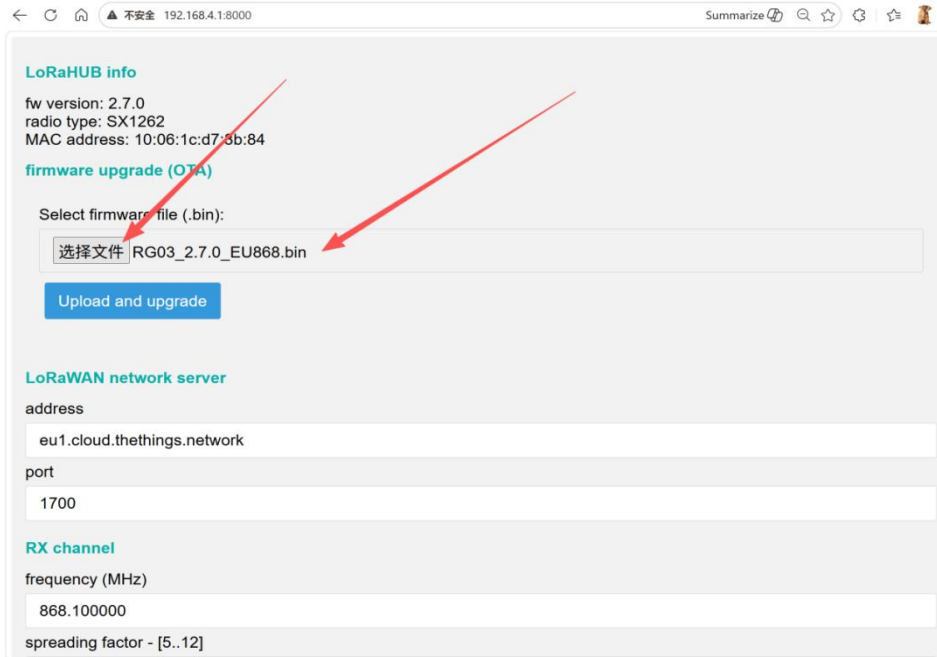 不安全 192.168.4.1:8000 Summarize
LoRaHUB info
fw version: 2.7.0
radio type: SX1262
MAC address: 10:06:1c:d7:3b:84
firmware upgrade (OTA)
Select firmware file (.bin):
选择文件 RG03_2.7.0_EU868.bin
Upload and upgrade
LoRaWAN network server
address
eu1.cloud.thethings.network
port
1700
RX channel
frequency (MHz)
868.100000
spreading factor - [5..12]